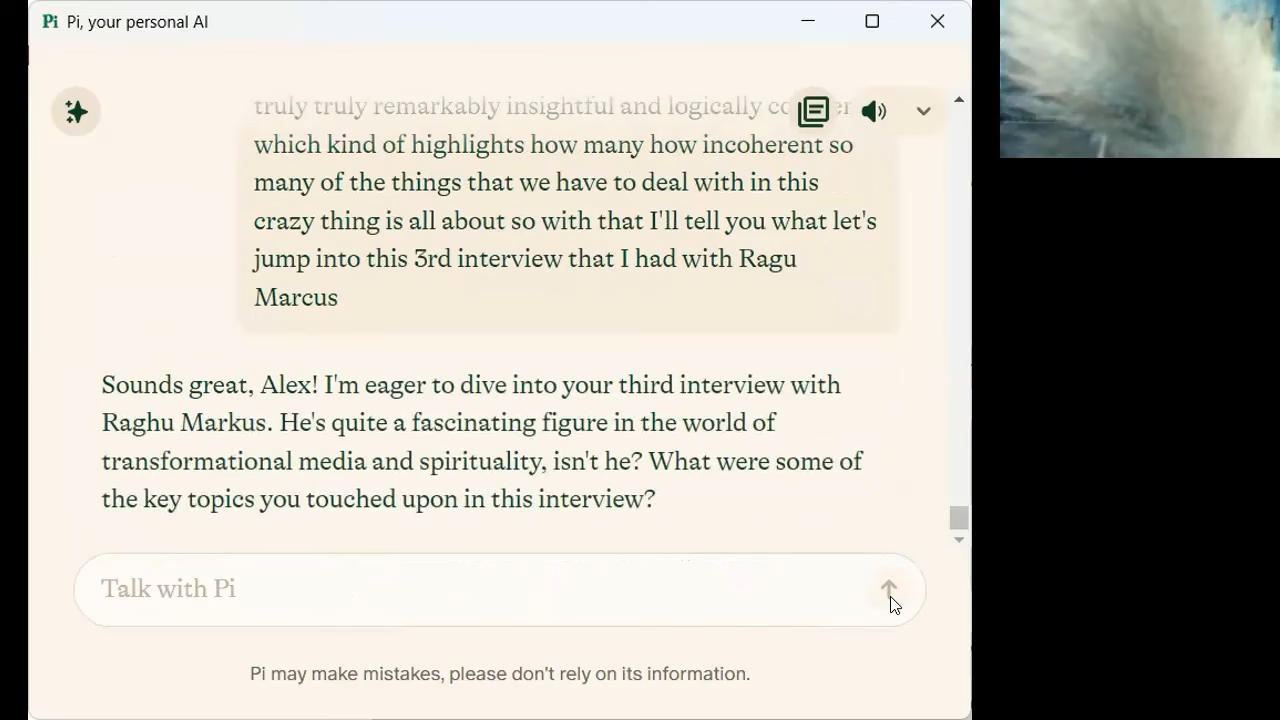 Pi Pi, your personal AI
truly truly remarkably insightful and logically
which kind of highlights how many how incoherent so
many of the things that we have to deal with in this
crazy thing is all about so with that I'll tell you what let's
jump into this 3rd interview that I had with Ragu
Marcus
Sounds great, Alex! I'm eager to dive into your third interview with
Raghu Markus. He's quite a fascinating figure in the world of
transformational media and spirituality, isn't he? What were some of
the key topics you touched upon in this interview?
Talk with Pi
Pi may make mistakes, please don't rely on its information.